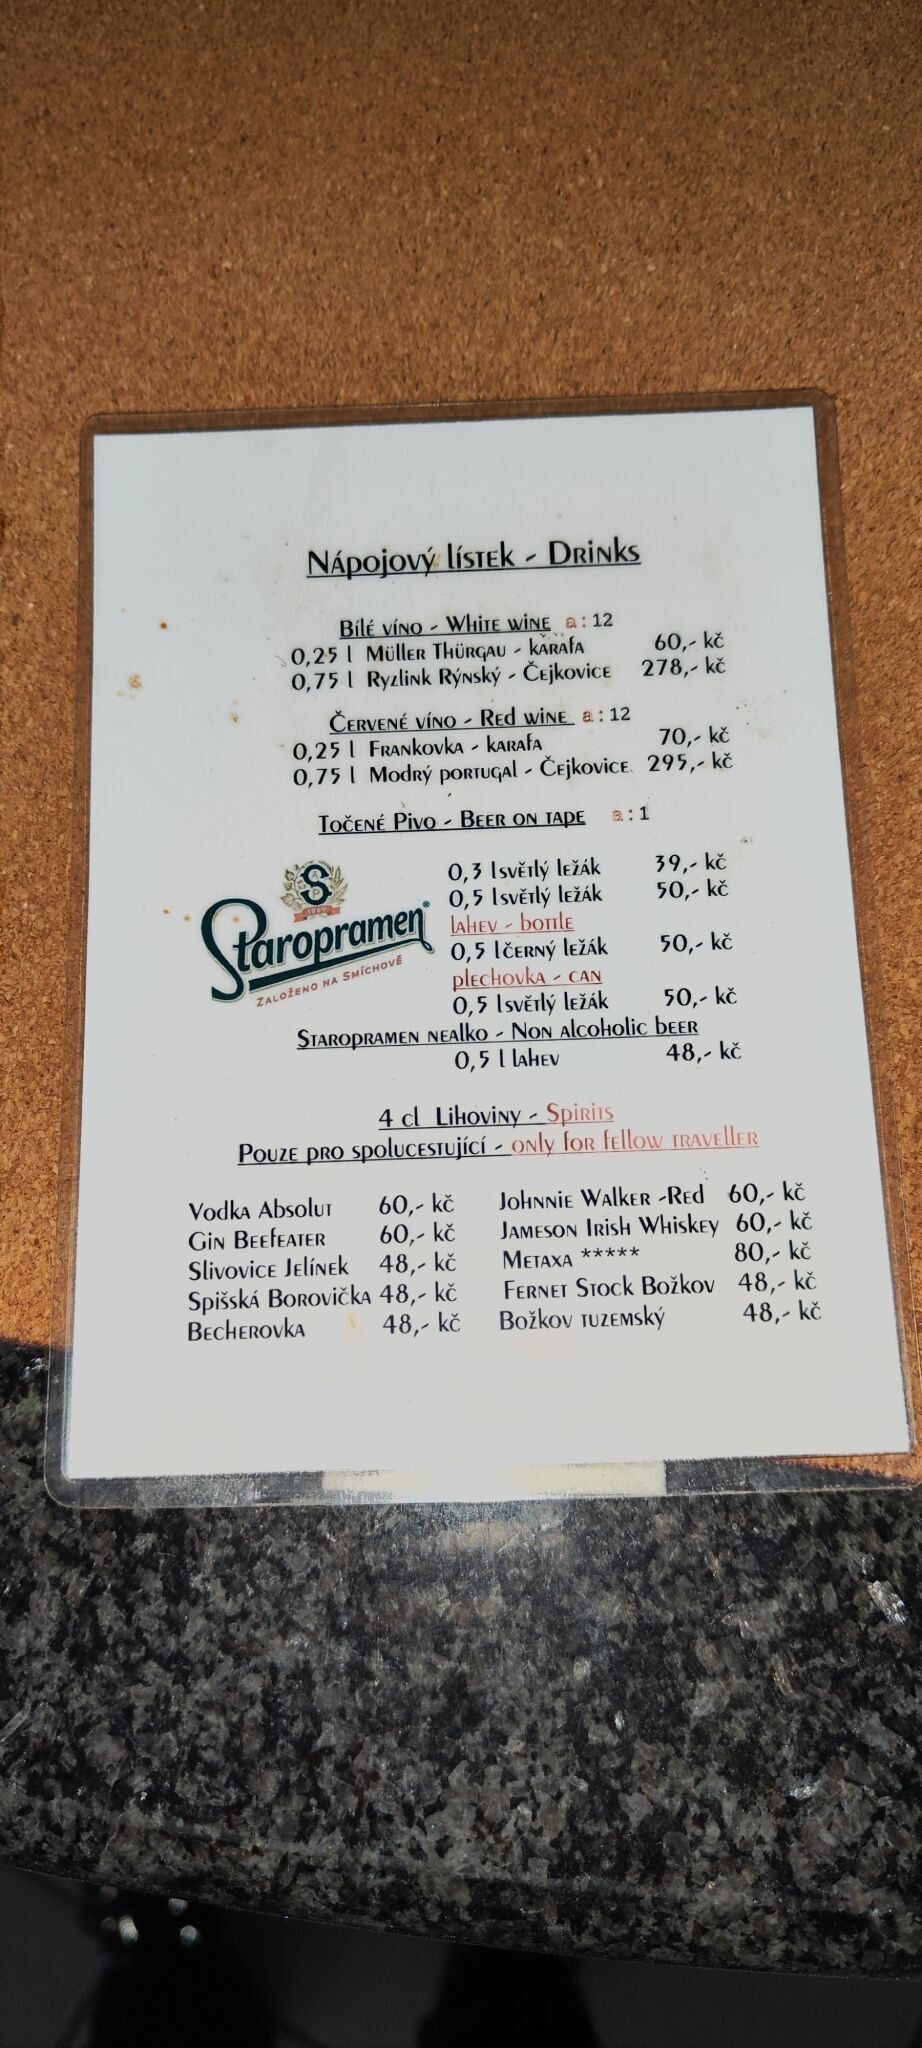 Nápojový lístek - Drinks
Bílé víno - White wine a:12
0,25 l Müller Thürgau - karafa 60,- kč
0,75 l Ryzlink Rýnský - Čejkovice 278,- kč
Červené víno - Red wine a:12
0,25 l Frankovka - karafa 70,- kč
0,75 l Modrý portugal - Čejkovice. 295,- kč
Točené Pivo - Beer on tape a:1
S
1869
Staropramen
ZALOŽENO NA SMÍCHOVĚ
0,3 l světlý ležák 39,- kč
0,5 l světlý ležák 50,- kč
lahev - bottle
0,5 l černý ležák 50,- kč
plechovka - can
0,5 l světlý ležák 50,- kč
Staropramen nealko - Non alcoholic beer
0,5 l lahev 48,- kč
4 cl Lihoviny - Spirits
Pouze pro spolucestující - only for fellow traveller
Vodka Absolut 60,- kč
Gin Beefeater 60,- kč
Slivovice Jelínek 48,- kč
Spišská Borovička 48,- kč
Becherovka 48,- kč
Johnnie Walker -Red 60,- kč
Jameson Irish Whiskey 60,- kč
Metaxa ***** 80,- kč
Fernet Stock Božkov 48,- kč
Božkov tuzemský 48,- kč